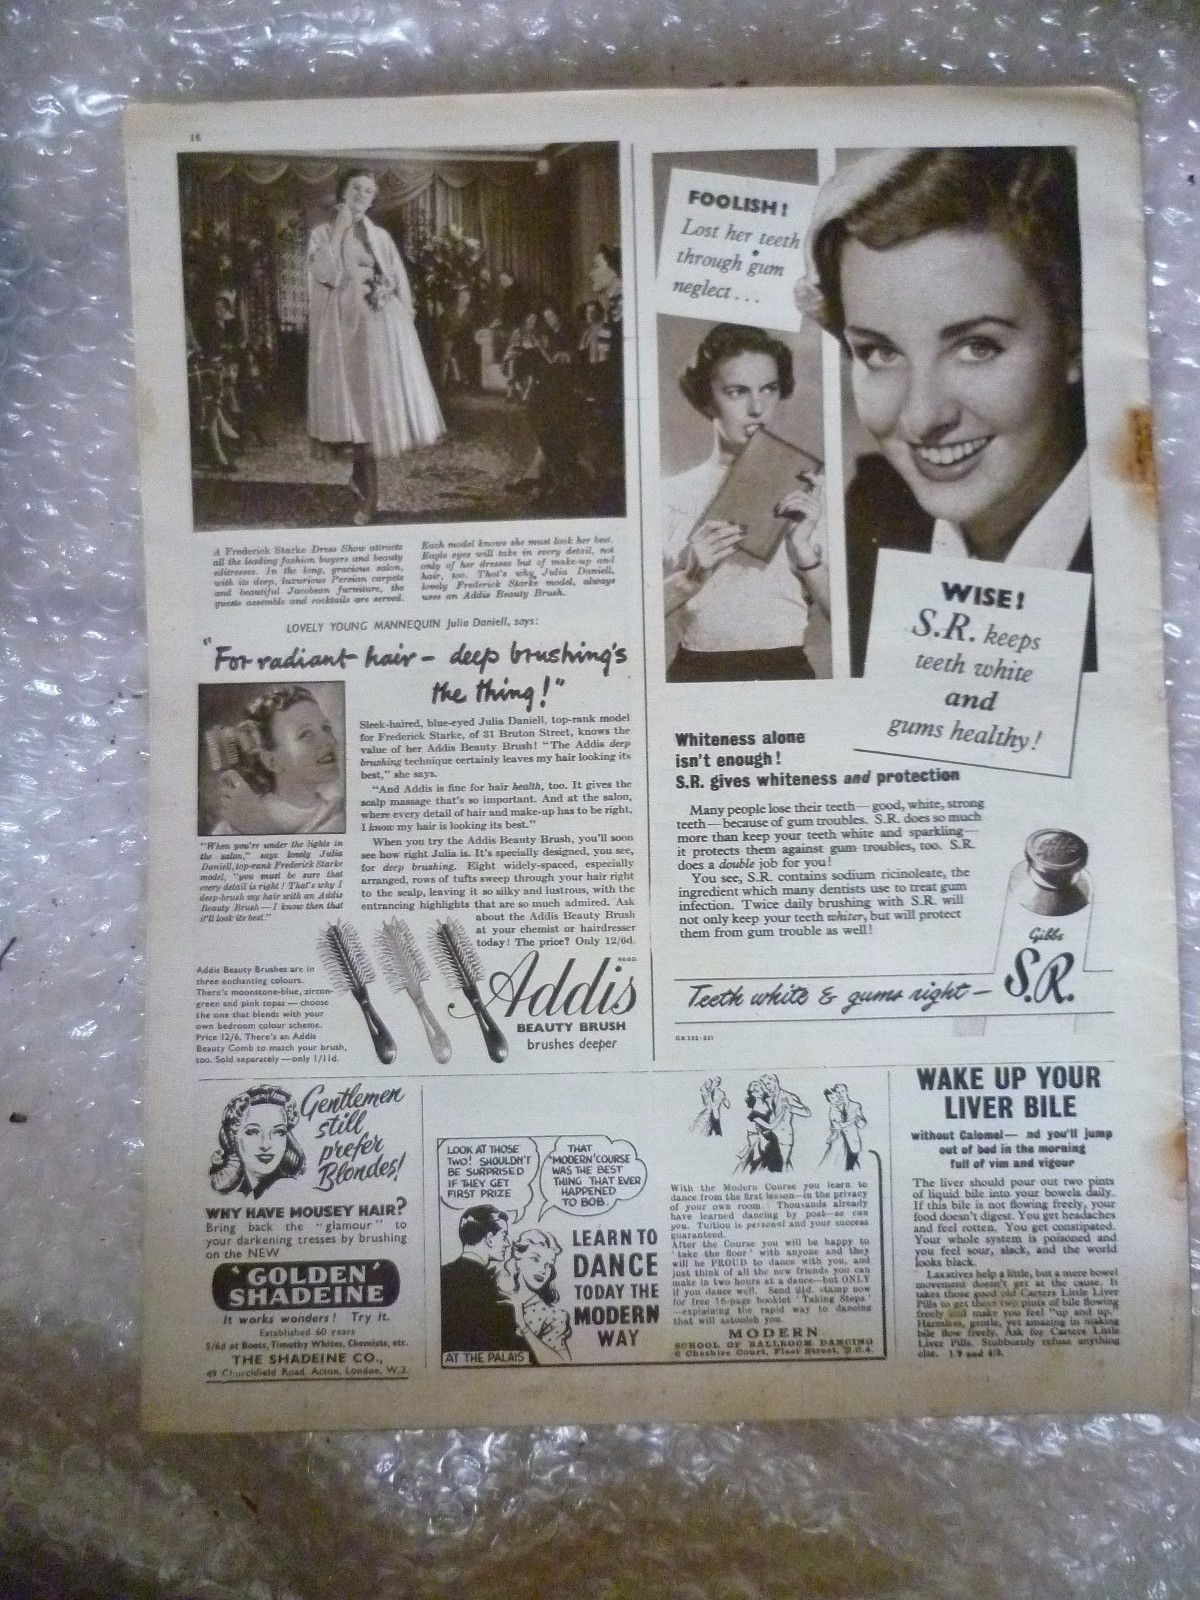 16
A Frederick Starke Dress Show attracts
all the leading fashion buyers and beauty
editresses. In the long, gracious salon,
with its deep, luxurious Persian carpets
and beautiful Jacobean furniture, the
guests assemble and cocktails are served.
Each model knows she must look her best.
Eagle eyes will take in every detail, not
only of her dresses but of make-up and
hair, too. That's why Julia Daniell,
lovely Frederick Starke model, always
uses an Addis Beauty Brush.
LOVELY YOUNG MANNEQUIN Julia Daniell, says:
"For radiant hair – deep brushing's
the thing!"
Sleek-haired, blue-eyed Julia Daniell, top-rank model
for Frederick Starke, of 31 Bruton Street, knows the
value of her Addis Beauty Brush! "The Addis deep
brushing technique certainly leaves my hair looking its
best," she says.
"And Addis is fine for hair health, too. It gives the
scalp massage that's so important. And at the salon,
where every detail of hair and make-up has to be right,
I know my hair is looking its best."
When you try the Addis Beauty Brush, you'll soon
see how right Julia is. It's specially designed, you see,
for deep brushing. Eight widely-spaced, especially
arranged, rows of tufts sweep through your hair right
to the scalp, leaving it so silky and lustrous, with the
entrancing highlights that are so much admired. Ask
about the Addis Beauty Brush
at your chemist or hairdresser
today! The price? Only 12/6d.
"When you're under the lights in
the salon," says lovely Julia
Daniell, top-rank Frederick Starke
model, "you must be sure that
every detail is right! That's why I
deep-brush my hair with an Addis
Beauty Brush—I know then that
it'll look its best."
Addis Beauty Brushes are in
three enchanting colours.
There's moonstone-blue, zircon-
green and pink topaz — choose
the one that blends with your
own bedroom colour scheme.
Price 12/6. There's an Addis
Beauty Comb to match your brush,
too. Sold separately—only 1/11d.
Addis
BEAUTY BRUSH
brushes deeper
FOOLISH!
Lost her teeth
through gum
neglect...
WISE!
S.R. keeps
teeth white
and
gums healthy!
Whiteness alone
isn't enough!
S.R. gives whiteness and protection
Many people lose their teeth—good, white, strong
teeth—because of gum troubles. S.R. does so much
more than keep your teeth white and sparkling—
it protects them against gum troubles, too. S.R.
does a double job for you!
You see, S.R. contains sodium ricinoleate, the
ingredient which many dentists use to treat gum
infection. Twice daily brushing with S.R. will
not only keep your teeth whiter, but will protect
them from gum trouble as well!
Gibbs
S.R.
Teeth white & gums right –
Gentlemen
still
prefer
Blondes!
WHY HAVE MOUSEY HAIR?
Bring back the "glamour" to
your darkening tresses by brushing
on the NEW
'GOLDEN'
SHADEINE
It works wonders! Try it.
Established 60 years
5/6d at Boots, Timothy Whites, Chemists, etc.
THE SHADEINE CO.,
49 Churchfield Road, Acton, London, W.3.
LOOK AT THOSE
TWO! SHOULDN'T
BE SURPRISED
IF THEY GET
FIRST PRIZE
THAT
'MODERN' COURSE
WAS THE BEST
THING THAT EVER
HAPPENED
TO BOB.
AT THE PALAIS
LEARN TO
DANCE
TODAY THE
MODERN
WAY
With the Modern Course you learn to
dance from the first lesson—in the privacy
of your own room. Thousands already
have learned dancing by post—so can
you. Tuition is personal and your success
guaranteed.
After the Course you will be happy to
'take the floor' with anyone and they
will be PROUD to dance with you, and
just think of all the new friends you can
make in two hours at a dance—but ONLY
if you dance well. Send 2½d. stamp now
for free 16-page booklet 'Taking Steps'
—explaining the rapid way to dancing
that will astonish you.
MODERN
SCHOOL OF BALLROOM DANCING
6 Cheshire Court, Fleet Street, E.C.4.
WAKE UP YOUR
LIVER BILE
without Calomel— nd you'll jump
out of bed in the morning
full of vim and vigour
The liver should pour out two pints
of liquid bile into your bowels daily.
If this bile is not flowing freely, your
food doesn't digest. You get headaches
and feel rotten. You get constipated.
Your whole system is poisoned and
you feel sour, slack, and the world
looks black.
Laxatives help a little, but a mere bowel
movement doesn't get at the cause. It
takes those good old Carters Little Liver
Pills to get these two pints of bile flowing
freely and make you feel "up and up."
Harmless, gentle, yet amazing in making
bile flow freely. Ask for Carters Little
Liver Pills. Stubbornly refuse anything
else.